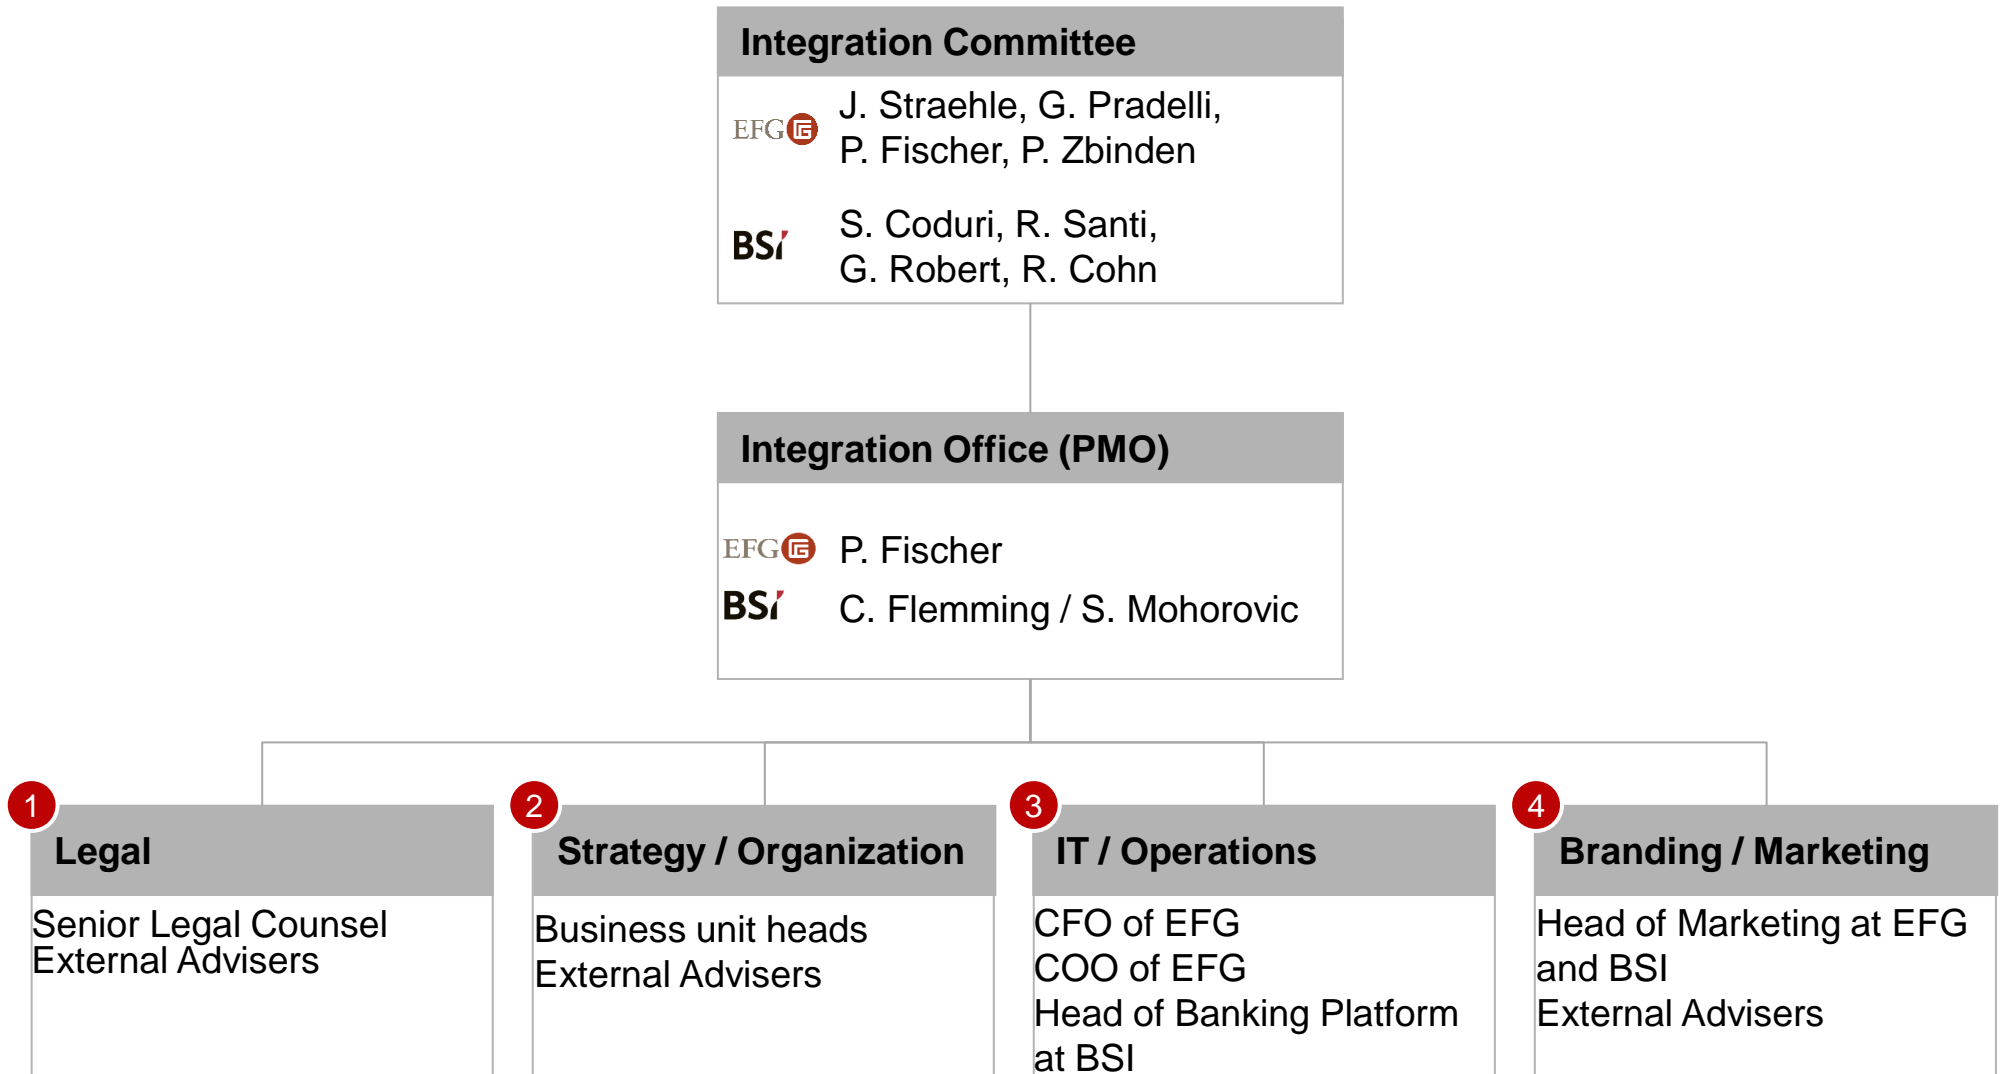 Integration Committee
EFG
J. Straehle, G. Pradelli,
P. Fischer, P. Zbinden
BSI
S. Coduri, R. Santi,
G. Robert, R. Cohn
Integration Office (PMO)
EFG
P. Fischer
BSI
C. Flemming / S. Mohorovic
1
Legal
Senior Legal Counsel
External Advisers
2
Strategy / Organization
Business unit heads
External Advisers
3
IT / Operations
CFO of EFG
COO of EFG
Head of Banking Platform
at BSI
4
Branding / Marketing
Head of Marketing at EFG
and BSI
External Advisers